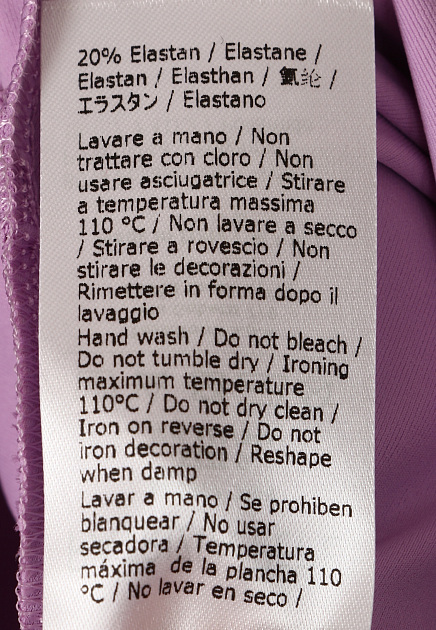 20% Elastan / Elastane /
Elastan / Elasthan / 氨纶 /
エラスタン / Elastano
Lavare a mano / Non
trattare con cloro / Non
usare asciugatrice / Stirare
a temperatura massima
110 °C / Non lavare a secco
/ Stirare a rovescio / Non
stirare le decorazioni /
Rimettere in forma dopo il
lavaggio
Hand wash / Do not bleach /
Do not tumble dry / Ironing
maximum temperature
110°C / Do not dry clean /
Iron on reverse / Do not
iron decoration / Reshape
when damp
Lavar a mano / Se prohiben
blanquear / No usar
secadora / Temperatura
máxima de la plancha 110
°C / No lavar en seco /